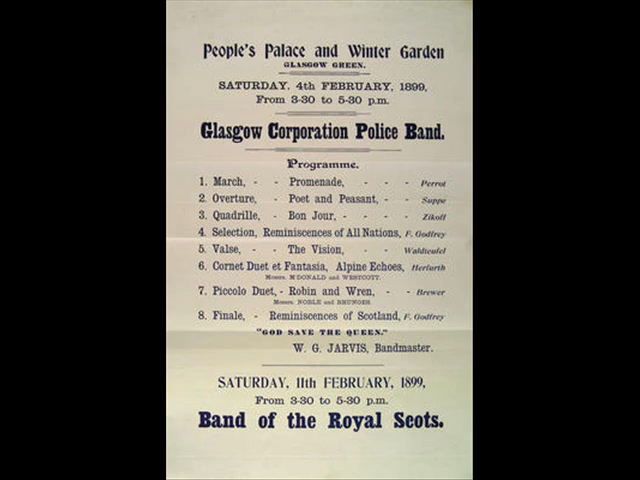 People's Palace and Winter Garden
GLASGOW GREEN.
SATURDAY, 4th FEBRUARY, 1899,
From 3-30 to 5-30 p.m.
Glasgow Corporation Police Band.
Programme.
1. March, - - Promenade, - - - Perrot
2. Overture, - Poet and Peasant, - - Suppe
3. Quadrille, - Bon Jour, - - - - Zikoff
4. Selection, Reminiscences of All Nations, F. Godfrey
5. Valse, - - The Vision, - - Waldteufel
6. Cornet Duet et Fantasia, Alpine Echoes, Herfurth
Messrs. M'DONALD and WESTCOTT.
7. Piccolo Duet, - Robin and Wren, - - Brewer
Messrs. NOBLE and BRUNGER.
8. Finale, - Reminiscences of Scotland, F. Godfrey
"GOD SAVE THE QUEEN."
W. G. JARVIS, Bandmaster.
SATURDAY, 11th FEBRUARY, 1899,
From 3-30 to 5-30 p.m.
Band of the Royal Scots.